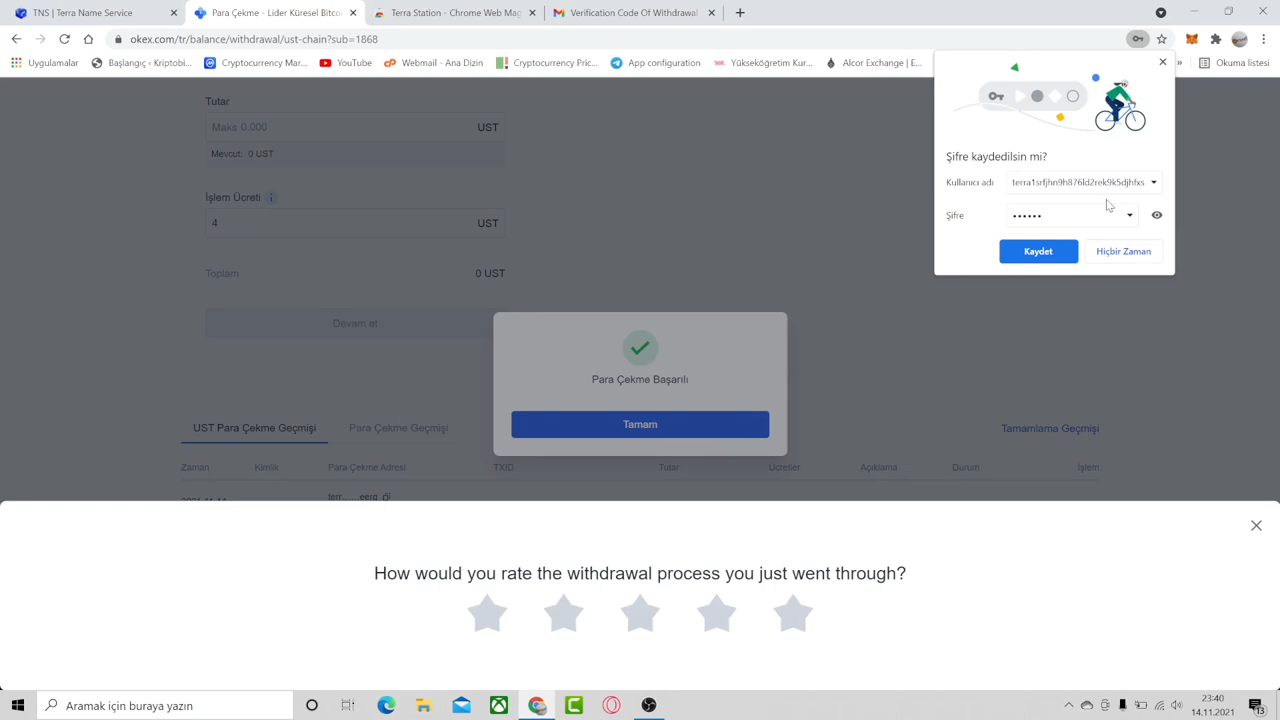 TNS | Terra Name Service
Para Çekme - Lider Küresel Bitco
Terra Station - Chrome Web Mag
Verification Code Of Withdrawal
okex.com/tr/balance/withdrawal/ust-chain?sub=1868
Uygulamalar
Başlangıç ‹ Kriptobi...
Cryptocurrency Mar...
YouTube
Webmail - Ana Dizin
Cryptocurrency Pric...
App configuration
Yükseköğretim Kur...
Alcor Exchange | E...
»
Okuma listesi
Tutar
Maks 0.000
UST
Mevcut: 0 UST
İşlem Ücreti
4
UST
Toplam
0 UST
Devam et
Şifre kaydedilsin mi?
Kullanıcı adı
terra1srfjhn9h876ld2rek9k5djhfxs
Şifre
••••••
Kaydet
Hiçbir Zaman
Para Çekme Başarılı
Tamam
UST Para Çekme Geçmişi
Para Çekme Geçmişi
Tamamlama Geçmişi
Zaman
Kimlik
Para Çekme Adresi
TXID
Tutar
Ücretler
Açıklama
Durum
İşlem
How would you rate the withdrawal process you just went through?
Aramak için buraya yazın
23:40
14.11.2021
13